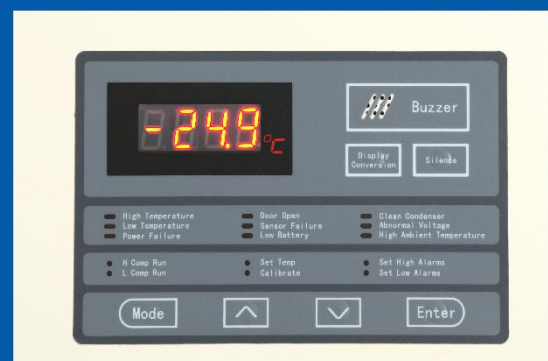 -24.9 °C
Buzzer
Display
Conversion
Silence
High Temperature
Low Temperature
Power Failure
Door Open
Sensor Failure
Low Battery
Clean Condenser
Abnormal Voltage
High Ambient Temperature
H Comp Run
L Comp Run
Set Temp
Calibrate
Set High Alarms
Set Low Alarms
Mode
Enter